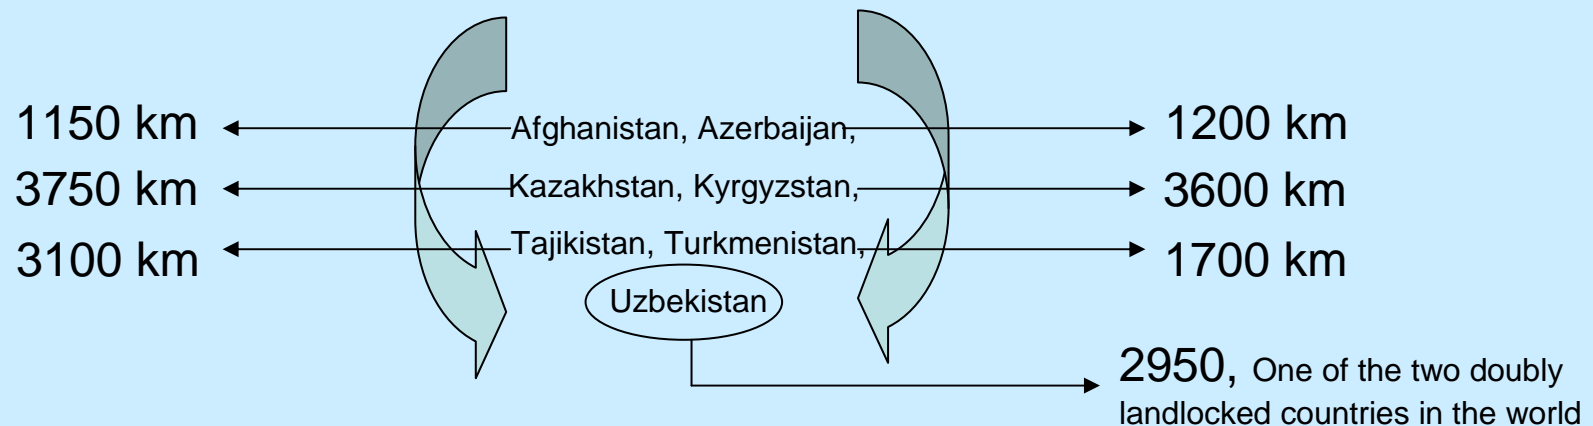 1150 km Afghanistan, Azerbaijan, 1200 km
3750 km Kazakhstan, Kyrgyzstan, 3600 km
3100 km Tajikistan, Turkmenistan, 1700 km
Uzbekistan
2950, One of the two doubly
landlocked countries in the world